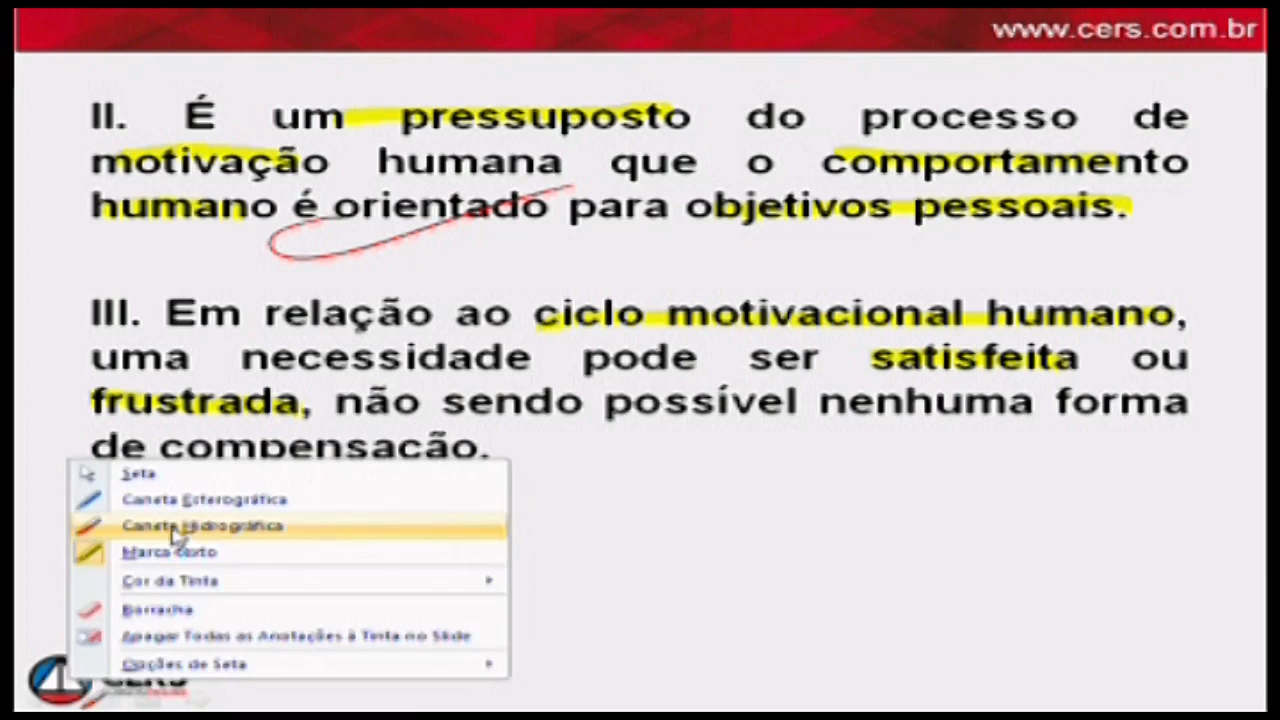 www.cers.com.br
II. É um pressuposto do processo de
motivação humana que o comportamento
humano é orientado para objetivos pessoais.
III. Em relação ao ciclo motivacional humano,
uma necessidade pode ser satisfeita ou
frustrada, não sendo possível nenhuma forma
de compensação.
Seta
Caneta Esferográfica
Caneta Hidrográfica
Marca-texto
Cor da Tinta
Borracha
Apagar Todas as Anotações à Tinta no Slide
Opções de Seta
CERS